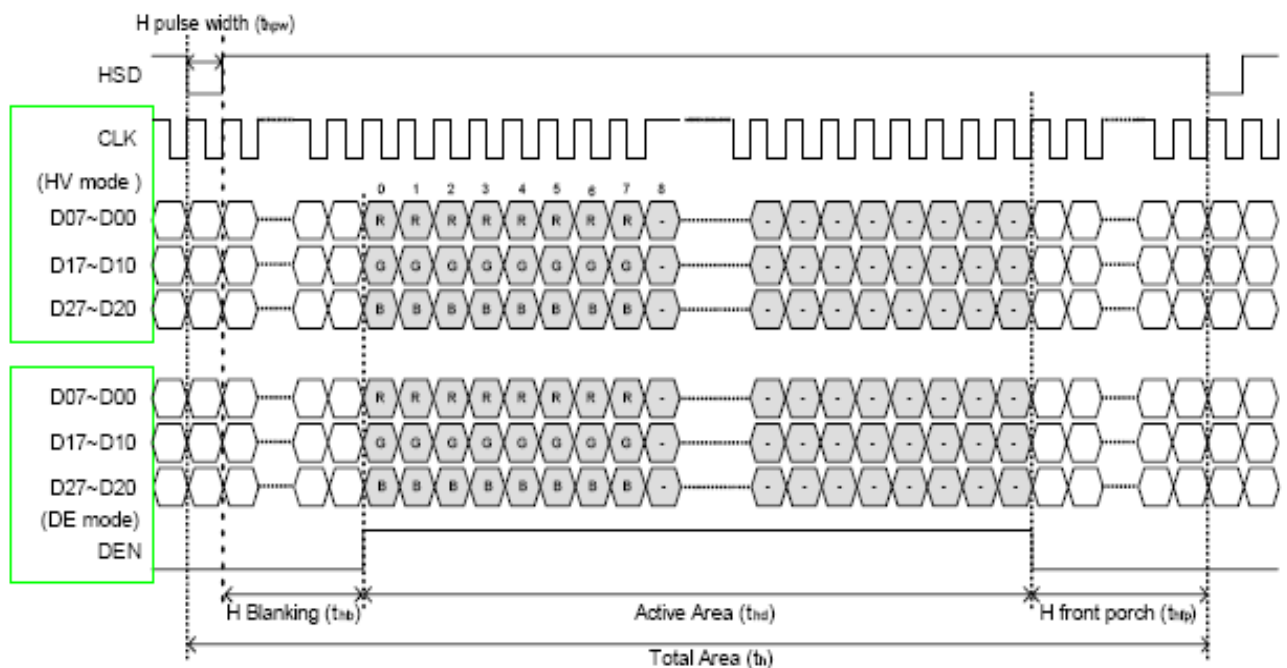 H pulse width (thpw)
HSD
CLK
(HV mode )
0 1 2 3 4 5 6 7 8
D07~D00 R R R R R R R R - - - - - - - - -
D17~D10 G G G G G G G G - - - - - - - - -
D27~D20 B B B B B B B B - - - - - - - - -
D07~D00 R R R R R R R R - - - - - - - - -
D17~D10 G G G G G G G G - - - - - - - - -
D27~D20 B B B B B B B B - - - - - - - - -
(DE mode)
DEN
H Blanking (thb) Active Area (thd) H front porch (thfp)
Total Area (th)